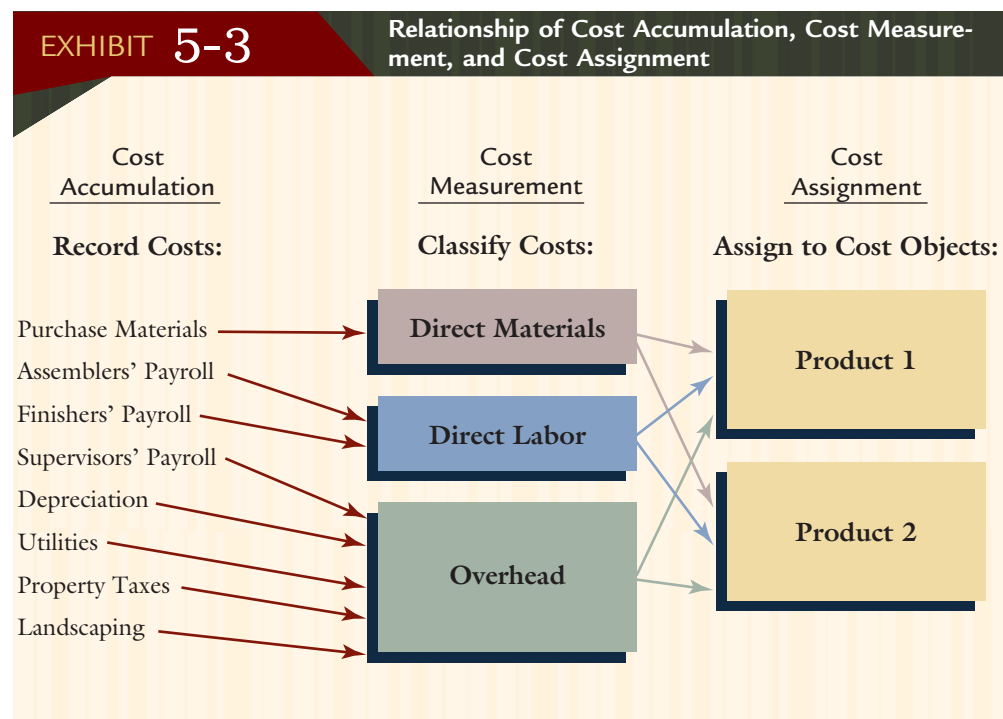 EXHIBIT 5-3
Relationship of Cost Accumulation, Cost Measure-
ment, and Cost Assignment
Cost
Accumulation
Cost
Measurement
Cost
Assignment
Record Costs:
Classify Costs:
Assign to Cost Objects:
Purchase Materials
Assemblers' Payroll
Finishers' Payroll
Supervisors' Payroll
Depreciation
Utilities
Property Taxes
Landscaping
Direct Materials
Direct Labor
Overhead
Product 1
Product 2